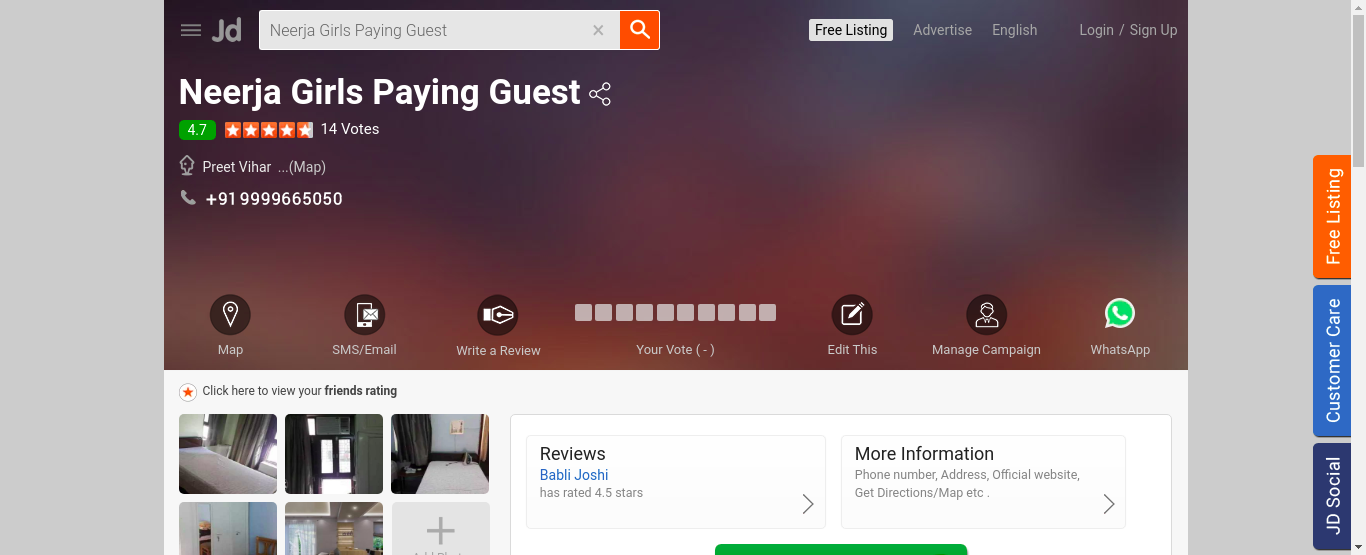 Jd
Neerja Girls Paying Guest
Free Listing
Advertise
English
Login / Sign Up
Neerja Girls Paying Guest
4.7
14 Votes
Preet Vihar ...(Map)
+91 9999665050
Map
SMS/Email
Write a Review
Your Vote ( - )
Edit This
Manage Campaign
WhatsApp
Click here to view your friends rating
Reviews
Babli Joshi
has rated 4.5 stars
More Information
Phone number, Address, Official website,
Get Directions/Map etc .
Free Listing
Customer Care
JD Social